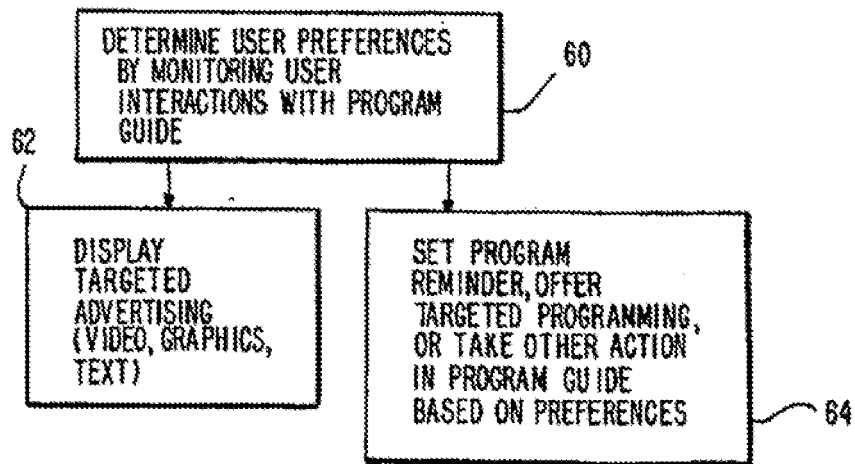 DETERMINE USER PREFERENCES
BY MONITORING USER
INTERACTIONS WITH PROGRAM
GUIDE
60
62
DISPLAY
TARGETED
ADVERTISING
(VIDEO, GRAPHICS,
TEXT)
SET PROGRAM
REMINDER, OFFER
TARGETED PROGRAMMING,
OR TAKE OTHER ACTION
IN PROGRAM GUIDE
BASED ON PREFERENCES
64